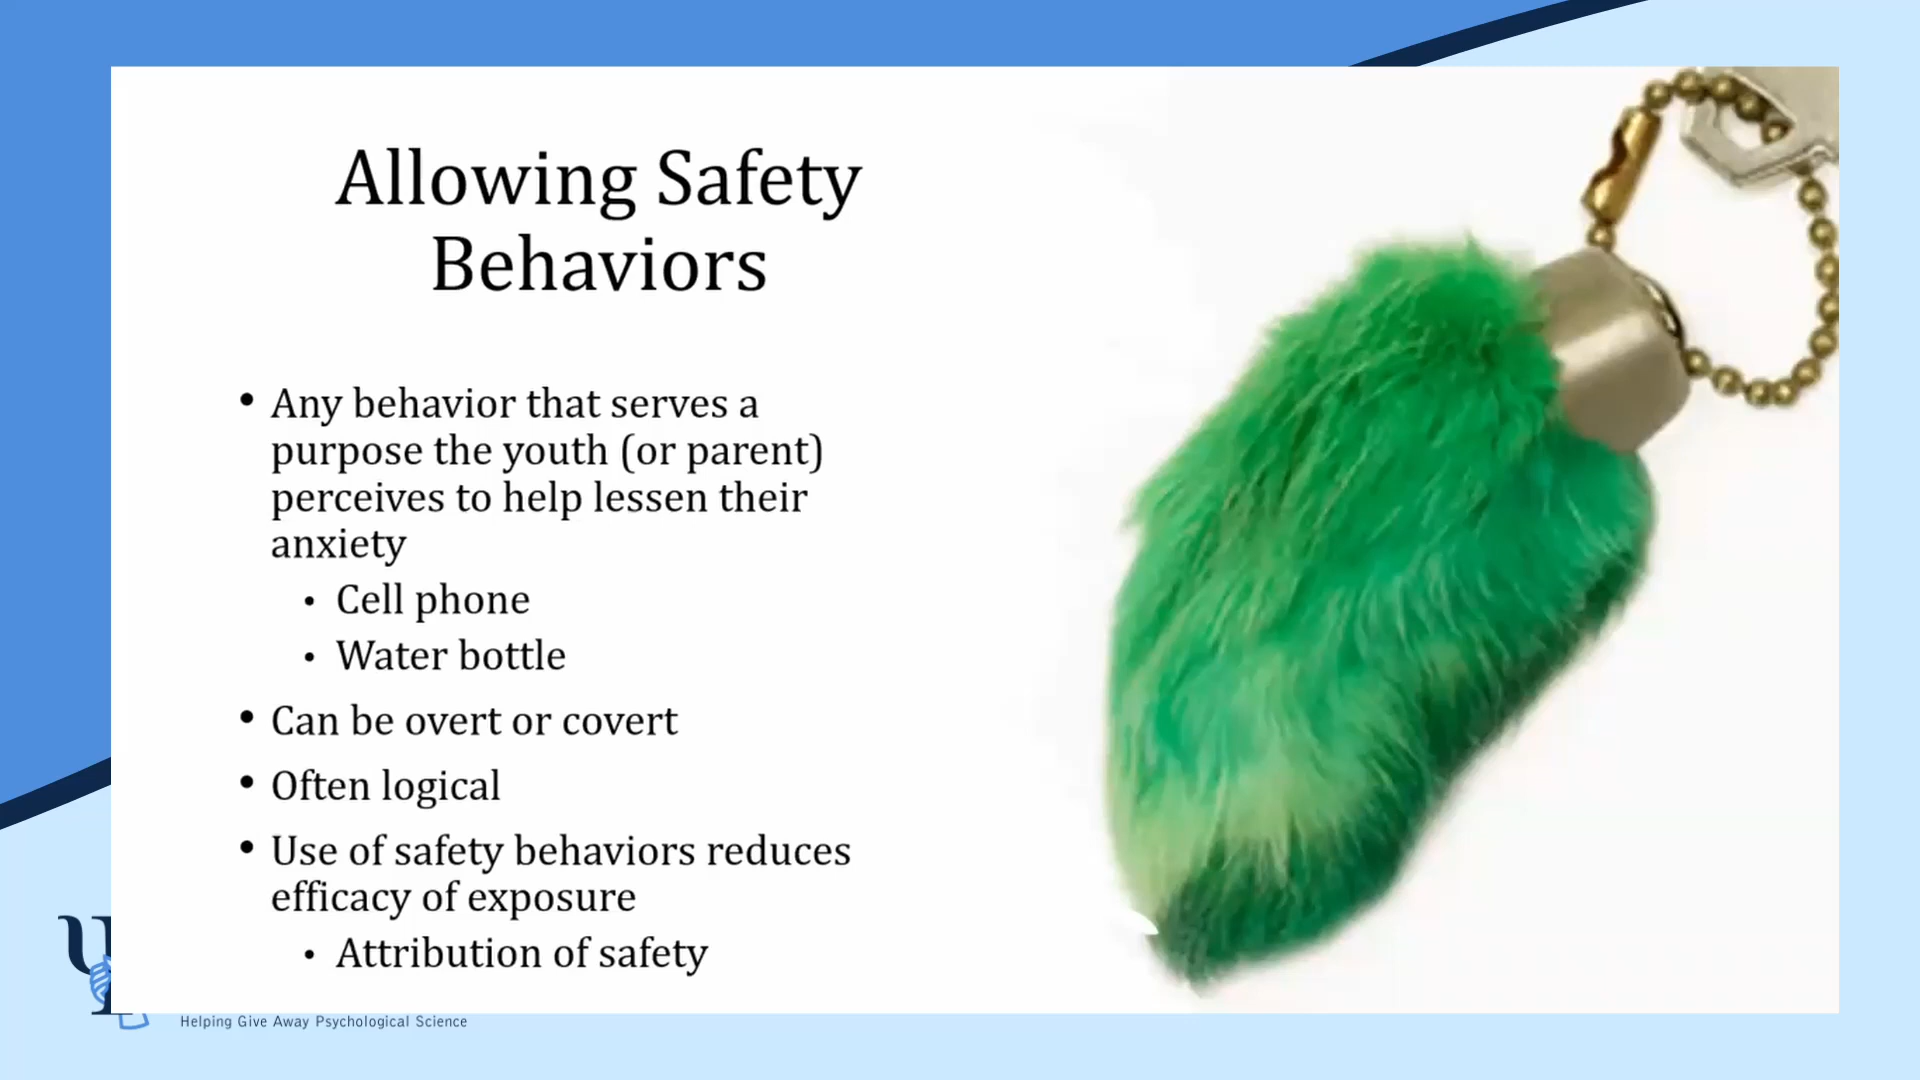 Allowing Safety
Behaviors
• Any behavior that serves a
purpose the youth (or parent)
perceives to help lessen their
anxiety
• Cell phone
• Water bottle
• Can be overt or covert
• Often logical
• Use of safety behaviors reduces
efficacy of exposure
• Attribution of safety
Helping Give Away Psychological Science